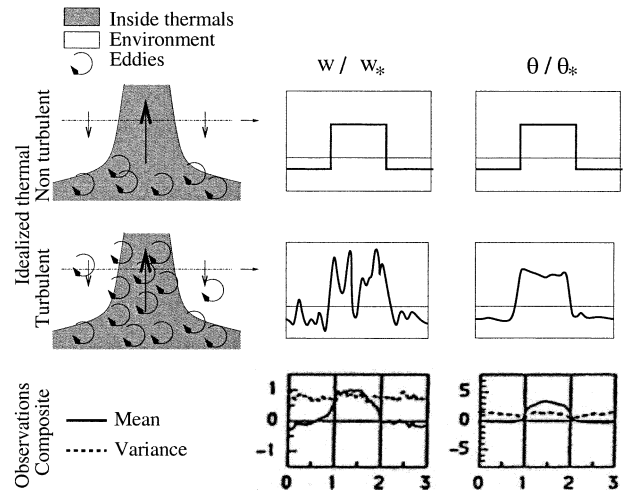 Inside thermals
Environment
Eddies
w / w*
θ / θ*
Idealized thermal
Non turbulent
Turbulent
Observations
Composite
Mean
Variance
1
0
-1
0 1 2 3
5
0
-5
0 1 2 3